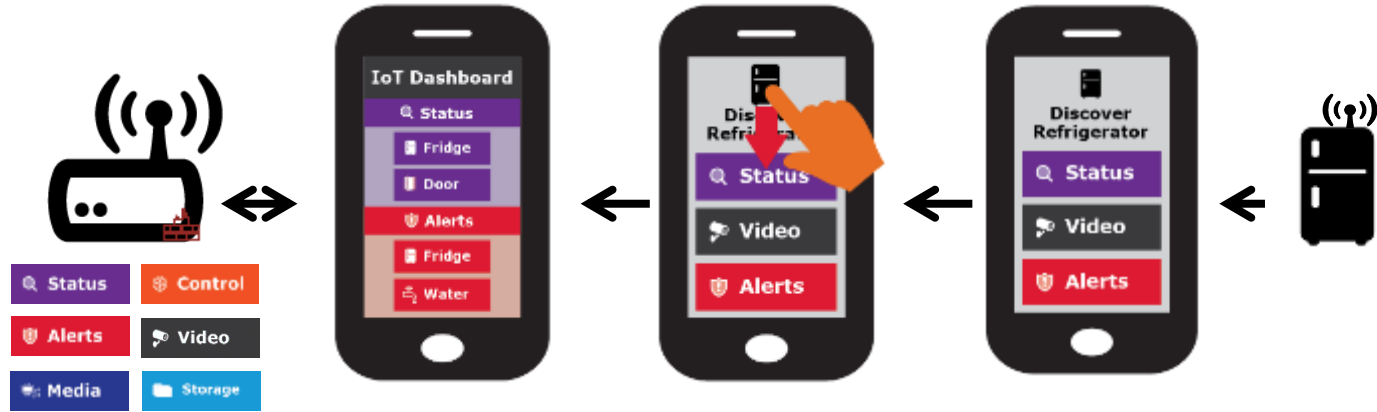 Status
Control
Alerts
Video
Media
Storage
IoT Dashboard
Status
Fridge
Door
Alerts
Fridge
Water
Status
Video
Alerts
Discover
Refrigerator
Status
Video
Alerts